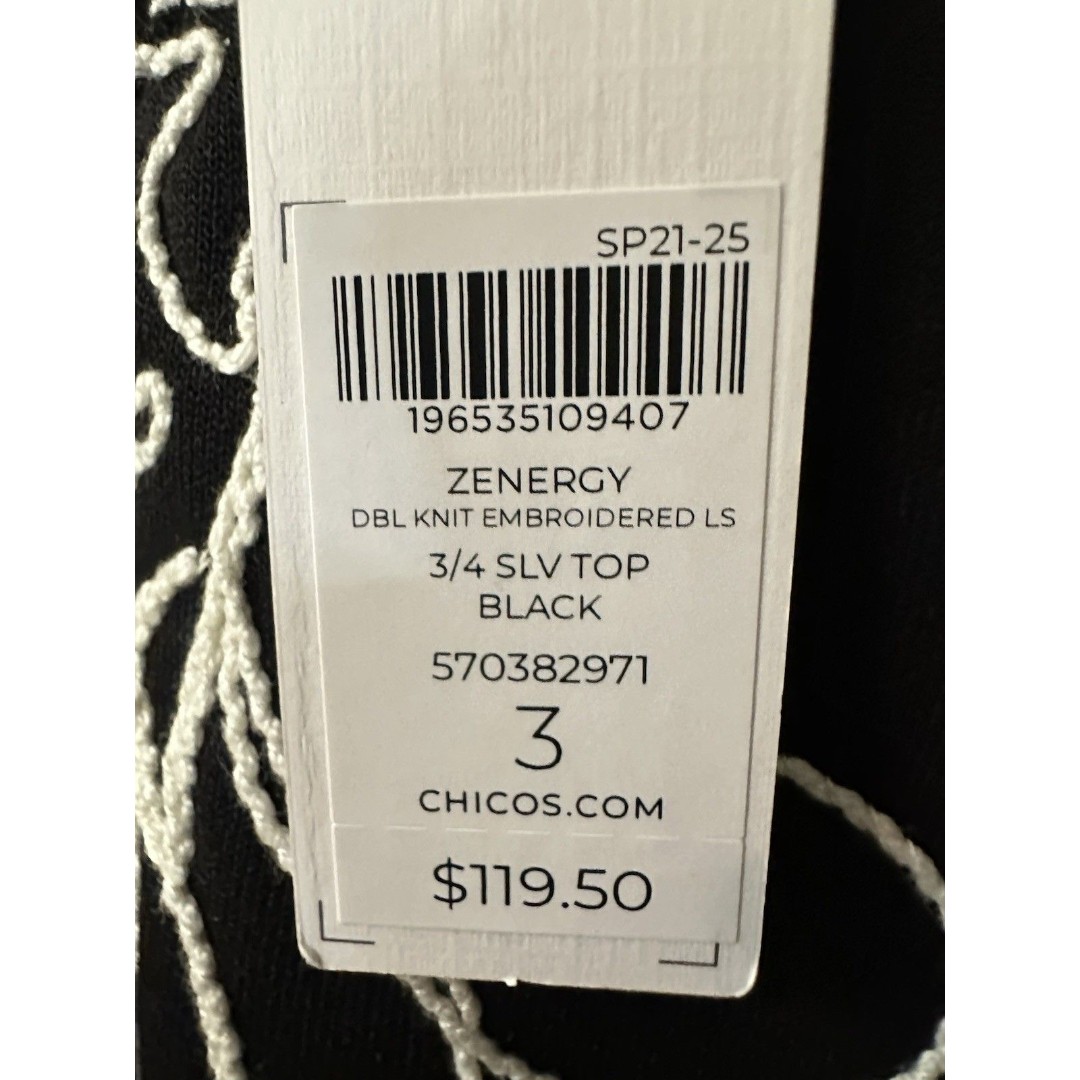 SP21-25
196535109407
ZENERGY
DBL KNIT EMBROIDERED LS
3/4 SLV TOP
BLACK
570382971
3
CHICOS.COM
$119.50